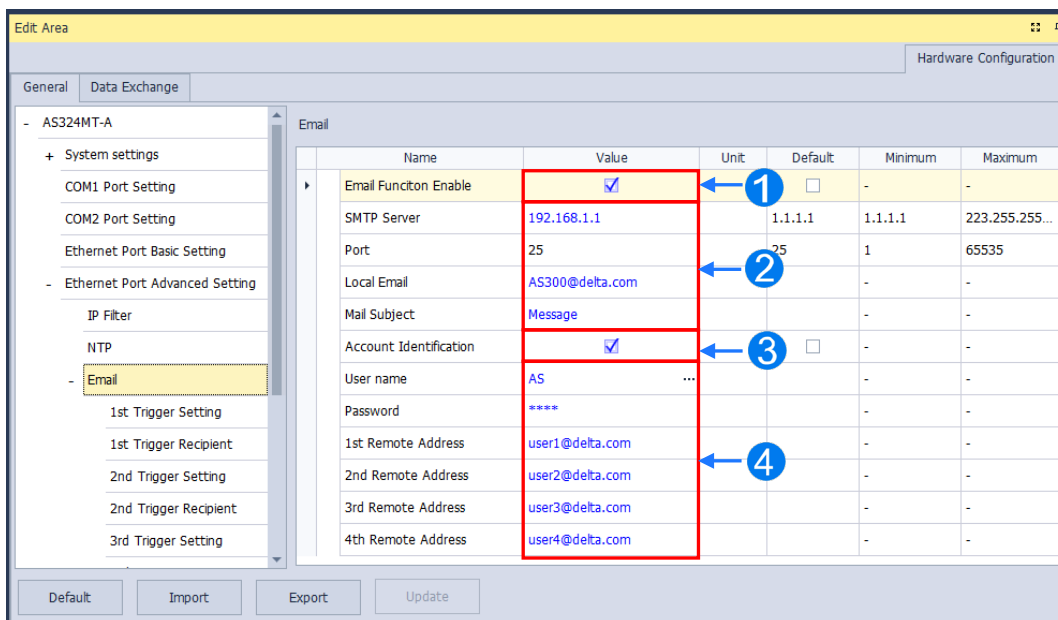 Edit Area
Hardware Configuration
General Data Exchange
- AS324MT-A
+ System settings
COM1 Port Setting
COM2 Port Setting
Ethernet Port Basic Setting
- Ethernet Port Advanced Setting
IP Filter
NTP
- Email
1st Trigger Setting
1st Trigger Recipient
2nd Trigger Setting
2nd Trigger Recipient
3rd Trigger Setting
Email
Name Value Unit Default Minimum Maximum
Email Funciton Enable 1 - -
SMTP Server 192.168.1.1 1.1.1.1 1.1.1.1 223.255.255...
Port 25 25 1 65535
2
Local Email AS300@delta.com - -
Mail Subject Message - -
Account Identification 3 - -
User name AS ... - -
Password **** - -
1st Remote Address user1@delta.com - -
4
2nd Remote Address user2@delta.com - -
3rd Remote Address user3@delta.com - -
4th Remote Address user4@delta.com - -
Default Import Export Update